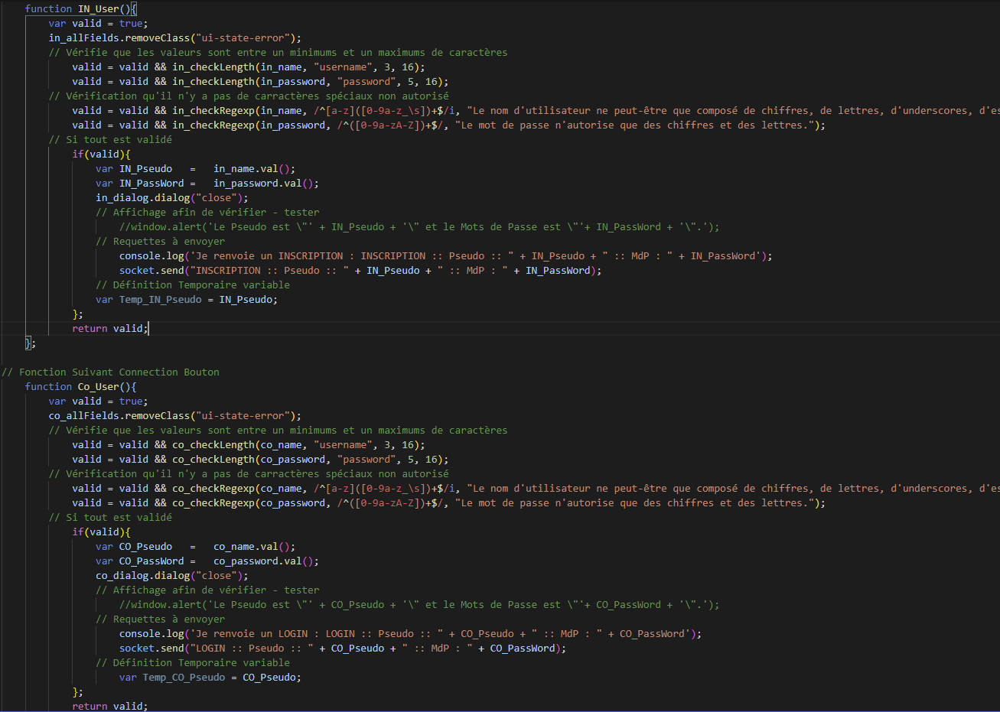 function IN_User(){
var valid = true;
in_allFields.removeClass("ui-state-error");
// Vérifie que les valeurs sont entre un minimums et un maximums de caractères
valid = valid && in_checkLength(in_name, "username", 3, 16);
valid = valid && in_checkLength(in_password, "password", 5, 16);
// Vérification qu'il n'y a pas de carractères spéciaux non autorisé
valid = valid && in_checkRegexp(in_name, /^[a-z]([0-9a-z_\s])+$/i, "Le nom d'utilisateur ne peut-être que composé de chiffres, de lettres, d'underscores, d'es
valid = valid && in_checkRegexp(in_password, /^([0-9a-zA-Z])+$/, "Le mot de passe n'autorise que des chiffres et des lettres.");
// Si tout est validé
if(valid){
var IN_Pseudo   =   in_name.val();
var IN_PassWord =   in_password.val();
in_dialog.dialog("close");
// Affichage afin de vérifier - tester
//window.alert('Le Pseudo est \"' + IN_Pseudo + '\" et le Mots de Passe est \"'+ IN_PassWord + '\".');
// Requettes à envoyer
console.log('Je renvoie un INSCRIPTION : INSCRIPTION :: Pseudo :: " + IN_Pseudo + " :: MdP : " + IN_PassWord');
socket.send("INSCRIPTION :: Pseudo :: " + IN_Pseudo + " :: MdP : " + IN_PassWord);
// Définition Temporaire variable
var Temp_IN_Pseudo = IN_Pseudo;
};
return valid;
};
// Fonction Suivant Connection Bouton
function Co_User(){
var valid = true;
co_allFields.removeClass("ui-state-error");
// Vérifie que les valeurs sont entre un minimums et un maximums de caractères
valid = valid && co_checkLength(co_name, "username", 3, 16);
valid = valid && co_checkLength(co_password, "password", 5, 16);
// Vérification qu'il n'y a pas de carractères spéciaux non autorisé
valid = valid && co_checkRegexp(co_name, /^[a-z]([0-9a-z_\s])+$/i, "Le nom d'utilisateur ne peut-être que composé de chiffres, de lettres, d'underscores, d'es
valid = valid && co_checkRegexp(co_password, /^([0-9a-zA-Z])+$/, "Le mot de passe n'autorise que des chiffres et des lettres.");
// Si tout est validé
if(valid){
var CO_Pseudo   =   co_name.val();
var CO_PassWord =   co_password.val();
co_dialog.dialog("close");
// Affichage afin de vérifier - tester
//window.alert('Le Pseudo est \"' + CO_Pseudo + '\" et le Mots de Passe est \"'+ CO_PassWord + '\".');
// Requettes à envoyer
console.log('Je renvoie un LOGIN : LOGIN :: Pseudo :: " + CO_Pseudo + " :: MdP : " + CO_PassWord');
socket.send("LOGIN :: Pseudo :: " + CO_Pseudo + " :: MdP : " + CO_PassWord);
// Définition Temporaire variable
var Temp_CO_Pseudo = CO_Pseudo;
};
return valid;